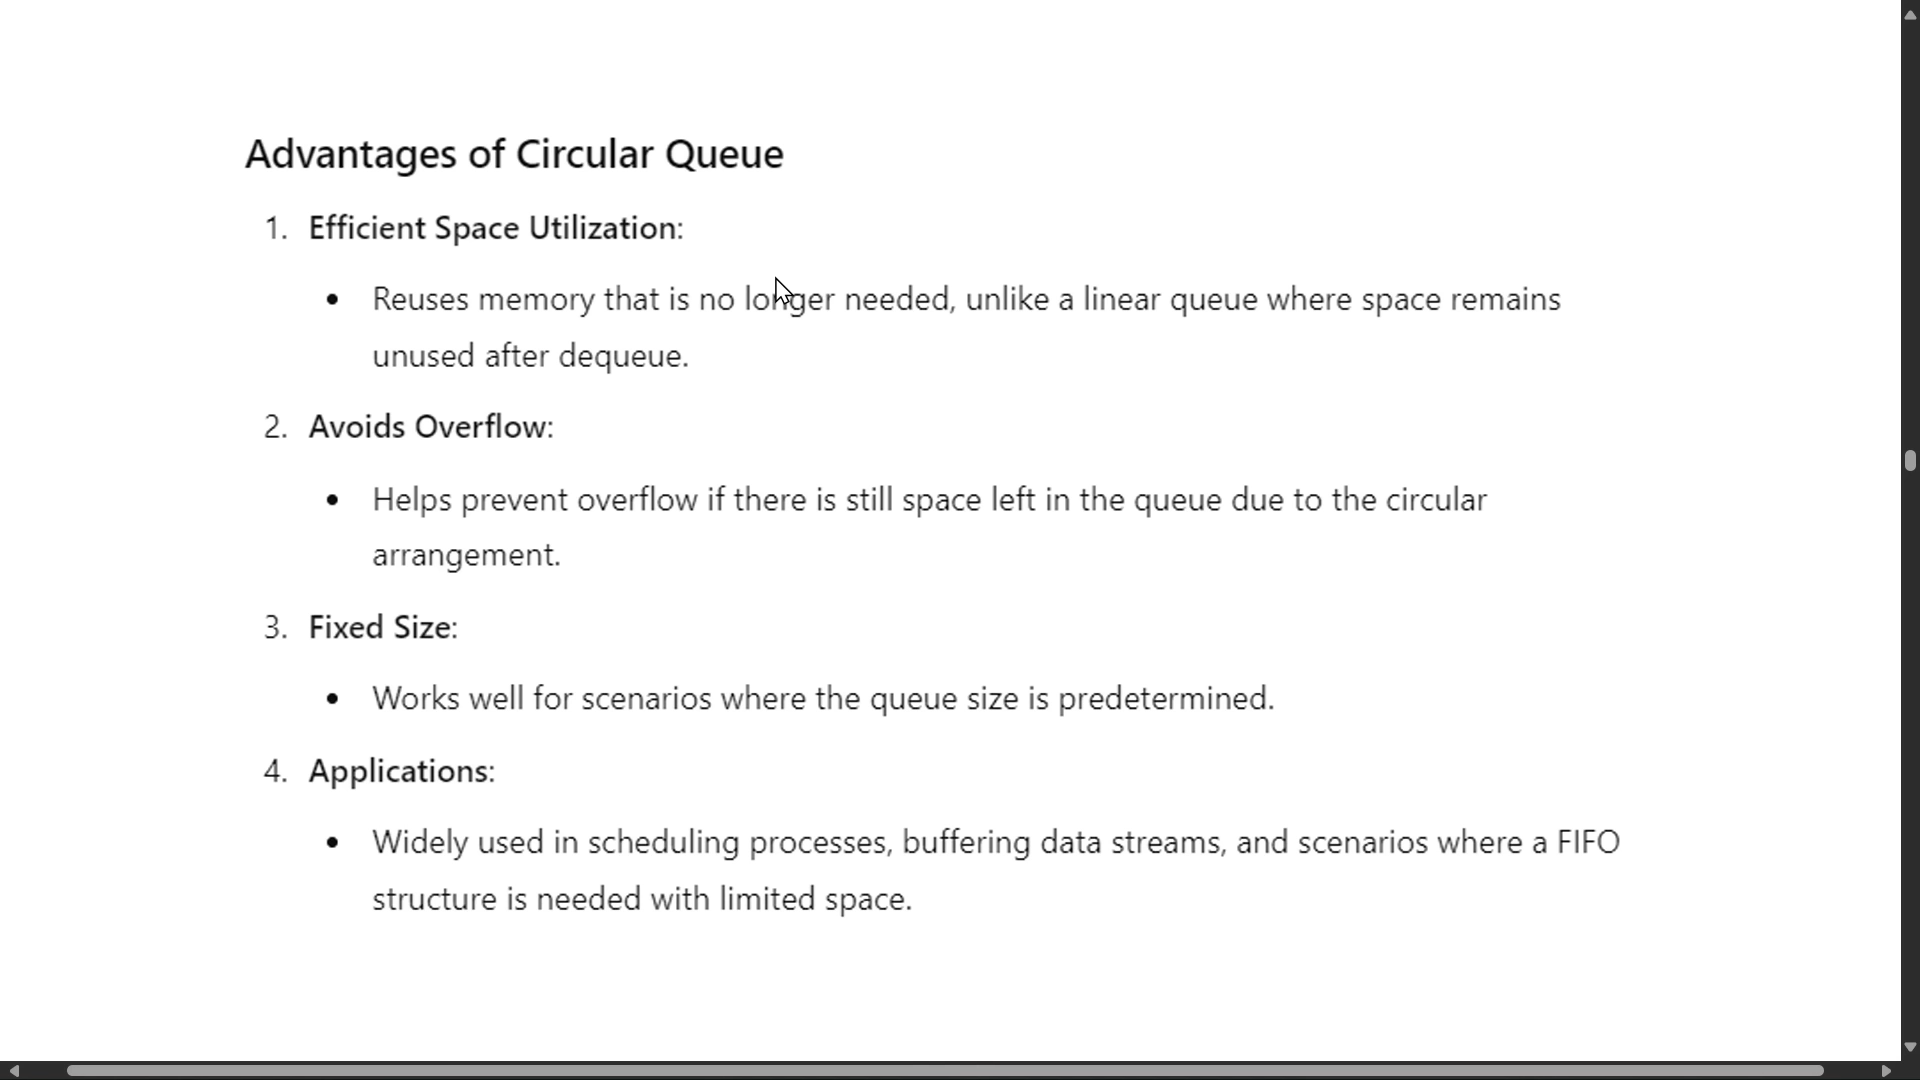 Advantages of Circular Queue
1. Efficient Space Utilization:
• Reuses memory that is no longer needed, unlike a linear queue where space remains
unused after dequeue.
2. Avoids Overflow:
• Helps prevent overflow if there is still space left in the queue due to the circular
arrangement.
3. Fixed Size:
• Works well for scenarios where the queue size is predetermined.
4. Applications:
• Widely used in scheduling processes, buffering data streams, and scenarios where a FIFO
structure is needed with limited space.